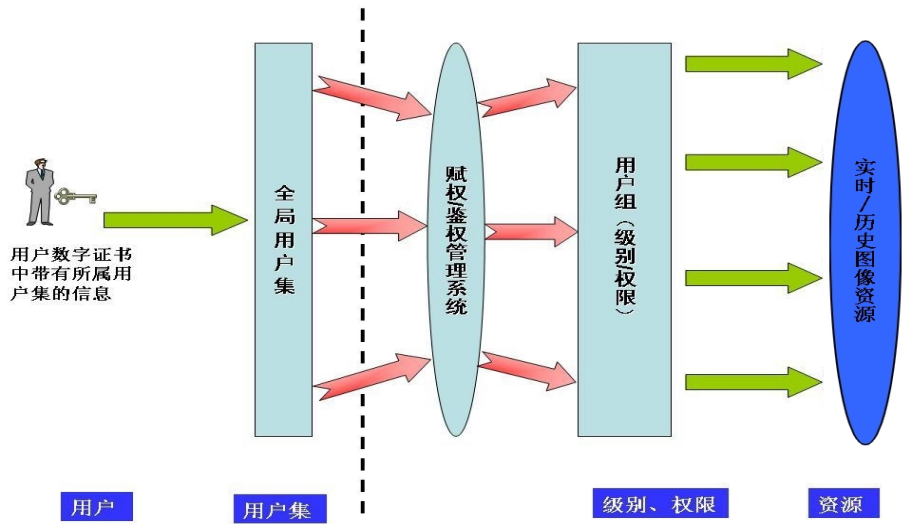 用户数字证书
中带有所属用
户集的信息
全局用户集
赋权/鉴权管理系统
用户组（级别/权限）
实时/历史图像资源
用户
用户集
级别、权限
资源